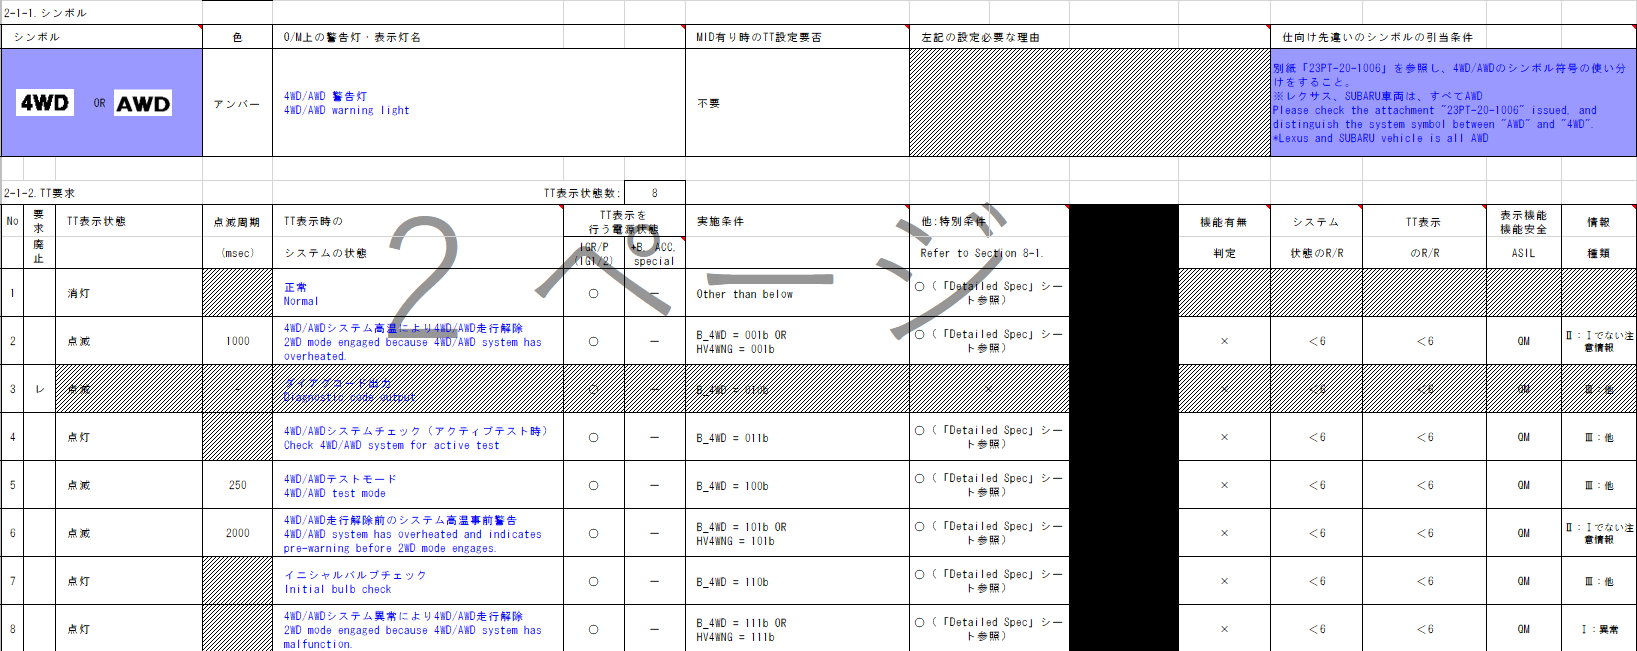 2-1-1.シンボル
シンボル 色 O/M上の警告灯・表示灯名 MID有り時のTT設定要否 左記の設定必要な理由 仕向け先違いのシンボルの引当条件
4WD OR AWD アンバー 4WD/AWD 警告灯
4WD/AWD warning light
不要
別紙「23PT-20-1006」を参照し、4WD/AWDのシンボル符号の使い分
けをすること。
※レクサス、SUBARU車両は、すべてAWD
Please check the attachment "23PT-20-1006" issued, and
distinguish the system symbol between "AWD" and "4WD".
*Lexus and SUBARU vehicle is all AWD
2-1-2.TT要求 TT表示状態数: 8
No 要求廃止 TT表示状態 点滅周期 (msec) TT表示時の システムの状態
TT表示を
行う電源状態
IGR/P
(IG1/2)
+B, ACC,
special
実施条件 他:特別条件
Refer to Section 8-1.
機能有無 判定 システム 状態のR/R TT表示 のR/R
表示機能
機能安全
ASIL
情報 種類
1 消灯 正常
Normal
○ － Other than below ○（「Detailed Spec」シー
ト参照）
2 点滅 1000 4WD/AWDシステム高温により4WD/AWD走行解除
2WD mode engaged because 4WD/AWD system has
overheated.
○ － B_4WD = 001b OR
HV4WNG = 001b
○（「Detailed Spec」シー
ト参照）
× ＜6 ＜6 QM Ⅱ：Ⅰでない注
意情報
3 レ 点滅 - ダイアグコード出力
Diagnostic code output
○ － B_4WD = 010b × × ＜6 ＜6 QM Ⅲ：他
4 点灯 4WD/AWDシステムチェック（アクティブテスト時）
Check 4WD/AWD system for active test
○ － B_4WD = 011b ○（「Detailed Spec」シー
ト参照）
× ＜6 ＜6 QM Ⅲ：他
5 点滅 250 4WD/AWDテストモード
4WD/AWD test mode
○ － B_4WD = 100b ○（「Detailed Spec」シー
ト参照）
× ＜6 ＜6 QM Ⅲ：他
6 点滅 2000 4WD/AWD走行解除前のシステム高温事前警告
4WD/AWD system has overheated and indicates
pre-warning before 2WD mode engages.
○ － B_4WD = 101b OR
HV4WNG = 101b
○（「Detailed Spec」シー
ト参照）
× ＜6 ＜6 QM Ⅱ：Ⅰでない注
意情報
7 点灯 イニシャルバルブチェック
Initial bulb check
○ － B_4WD = 110b ○（「Detailed Spec」シー
ト参照）
× ＜6 ＜6 QM Ⅲ：他
8 点灯 4WD/AWDシステム異常により4WD/AWD走行解除
2WD mode engaged because 4WD/AWD system has
malfunction.
○ － B_4WD = 111b OR
HV4WNG = 111b
○（「Detailed Spec」シー
ト参照）
× ＜6 ＜6 QM Ⅰ：異常
2 ページ